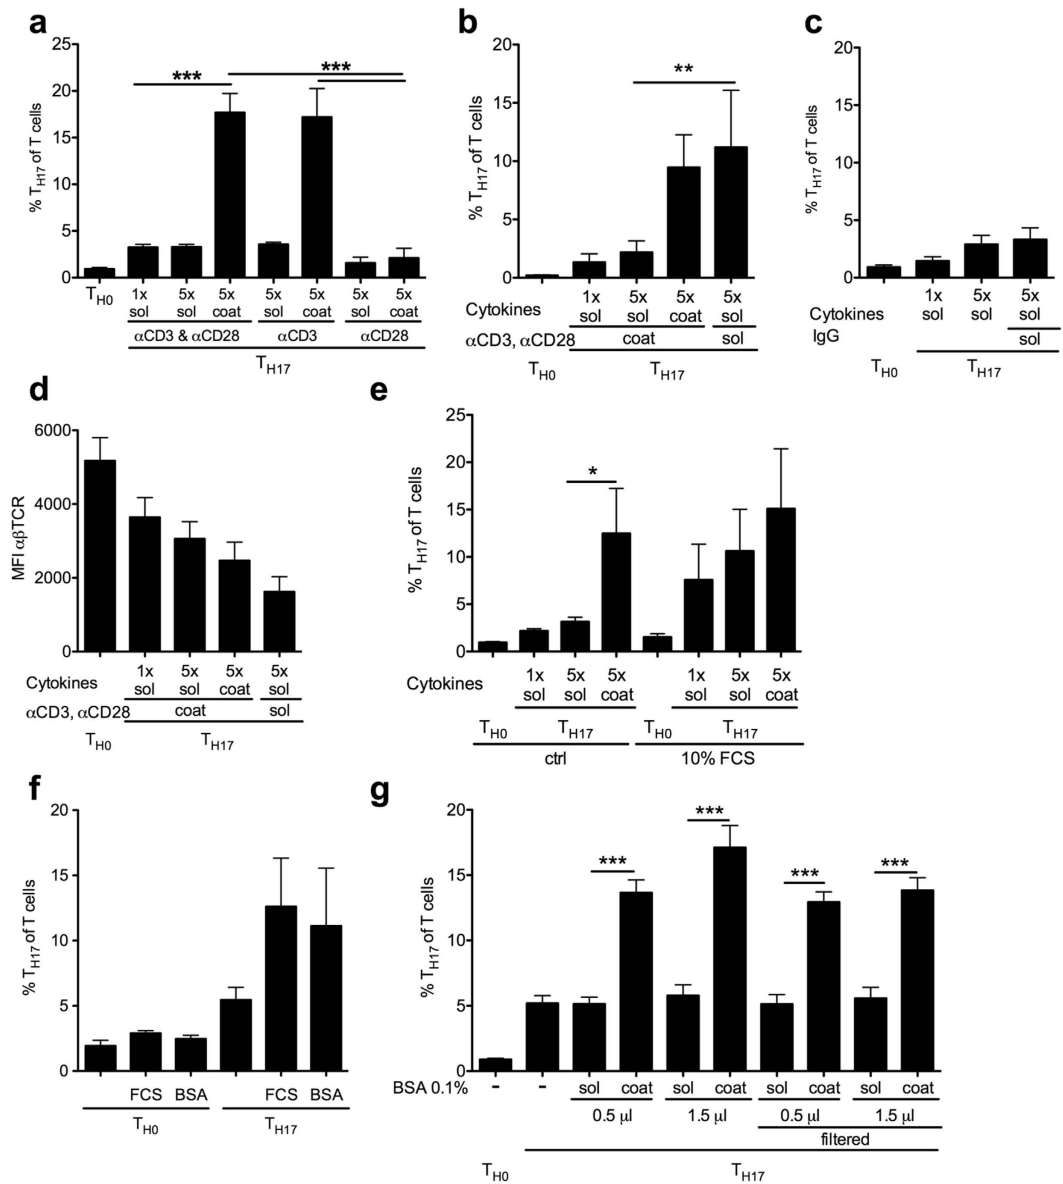 a
% TH17 of T cells
25
20
15
10
5
0
***
***
TH0
1x sol
5x sol
5x coat
5x sol
5x coat
5x sol
5x coat
αCD3 & αCD28
αCD3
αCD28
TH17
b
% TH17 of T cells
20
15
10
5
0
**
Cytokines
1x sol
5x sol
5x coat
5x sol
αCD3, αCD28
coat
sol
TH0
TH17
c
% TH17 of T cells
20
15
10
5
0
Cytokines
1x sol
5x sol
5x sol
IgG
sol
TH0
TH17
d
MFI αβTCR
6000
4000
2000
0
Cytokines
1x sol
5x sol
5x coat
5x sol
αCD3, αCD28
coat
sol
TH0
TH17
e
% TH17 of T cells
25
20
15
10
5
0
*
Cytokines
1x sol
5x sol
5x coat
1x sol
5x sol
5x coat
TH0
TH17
TH0
TH17
ctrl
10% FCS
f
% TH17 of T cells
20
15
10
5
0
FCS BSA
FCS BSA
TH0
TH17
g
% TH17 of T cells
20
15
10
5
0
***
***
***
***
BSA 0.1%
-
-
sol coat
sol coat
sol coat
sol coat
0.5 µl
1.5 µl
0.5 µl
1.5 µl
filtered
TH0
TH17